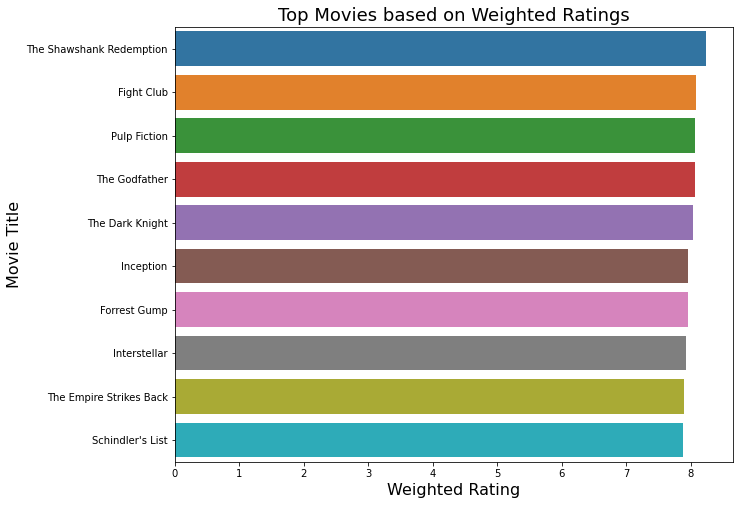 Top Movies based on Weighted Ratings
Movie Title
The Shawshank Redemption
Fight Club
Pulp Fiction
The Godfather
The Dark Knight
Inception
Forrest Gump
Interstellar
The Empire Strikes Back
Schindler's List
0 1 2 3 4 5 6 7 8
Weighted Rating